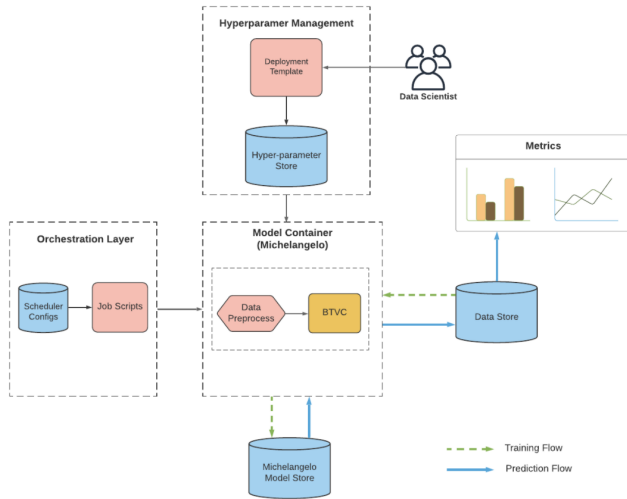 Hyperparamer Management
Deployment
Template
Data Scientist
Hyper-parameter
Store
Metrics
Orchestration Layer
Model Container
(Michelangelo)
Scheduler
Configs
Job Scripts
Data
Preprocess
BTVC
Data Store
Michelangelo
Model Store
Training Flow
Prediction Flow